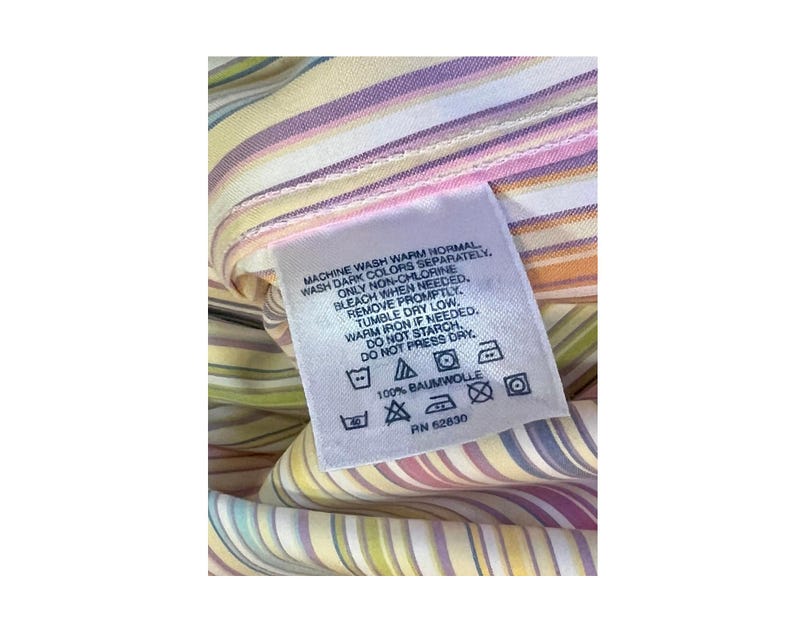 MACHINE WASH WARM NORMAL.
WASH DARK COLORS SEPARATELY.
ONLY NON-CHLORINE
BLEACH WHEN NEEDED.
REMOVE PROMPTLY.
TUMBLE DRY LOW.
WARM IRON IF NEEDED.
DO NOT STARCH.
DO NOT PRESS DRY.
100% BAUMWOLLE
40
RN 62830